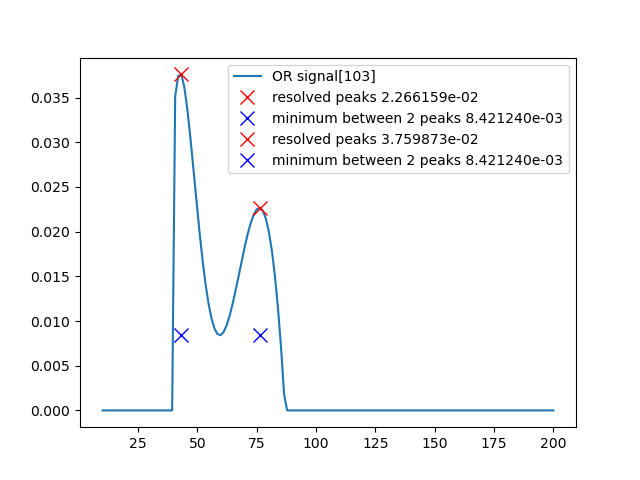 OR signal[103]
resolved peaks 2.266159e-02
minimum between 2 peaks 8.421240e-03
resolved peaks 3.759873e-02
minimum between 2 peaks 8.421240e-03
0.035
0.030
0.025
0.020
0.015
0.010
0.005
0.000
25 50 75 100 125 150 175 200